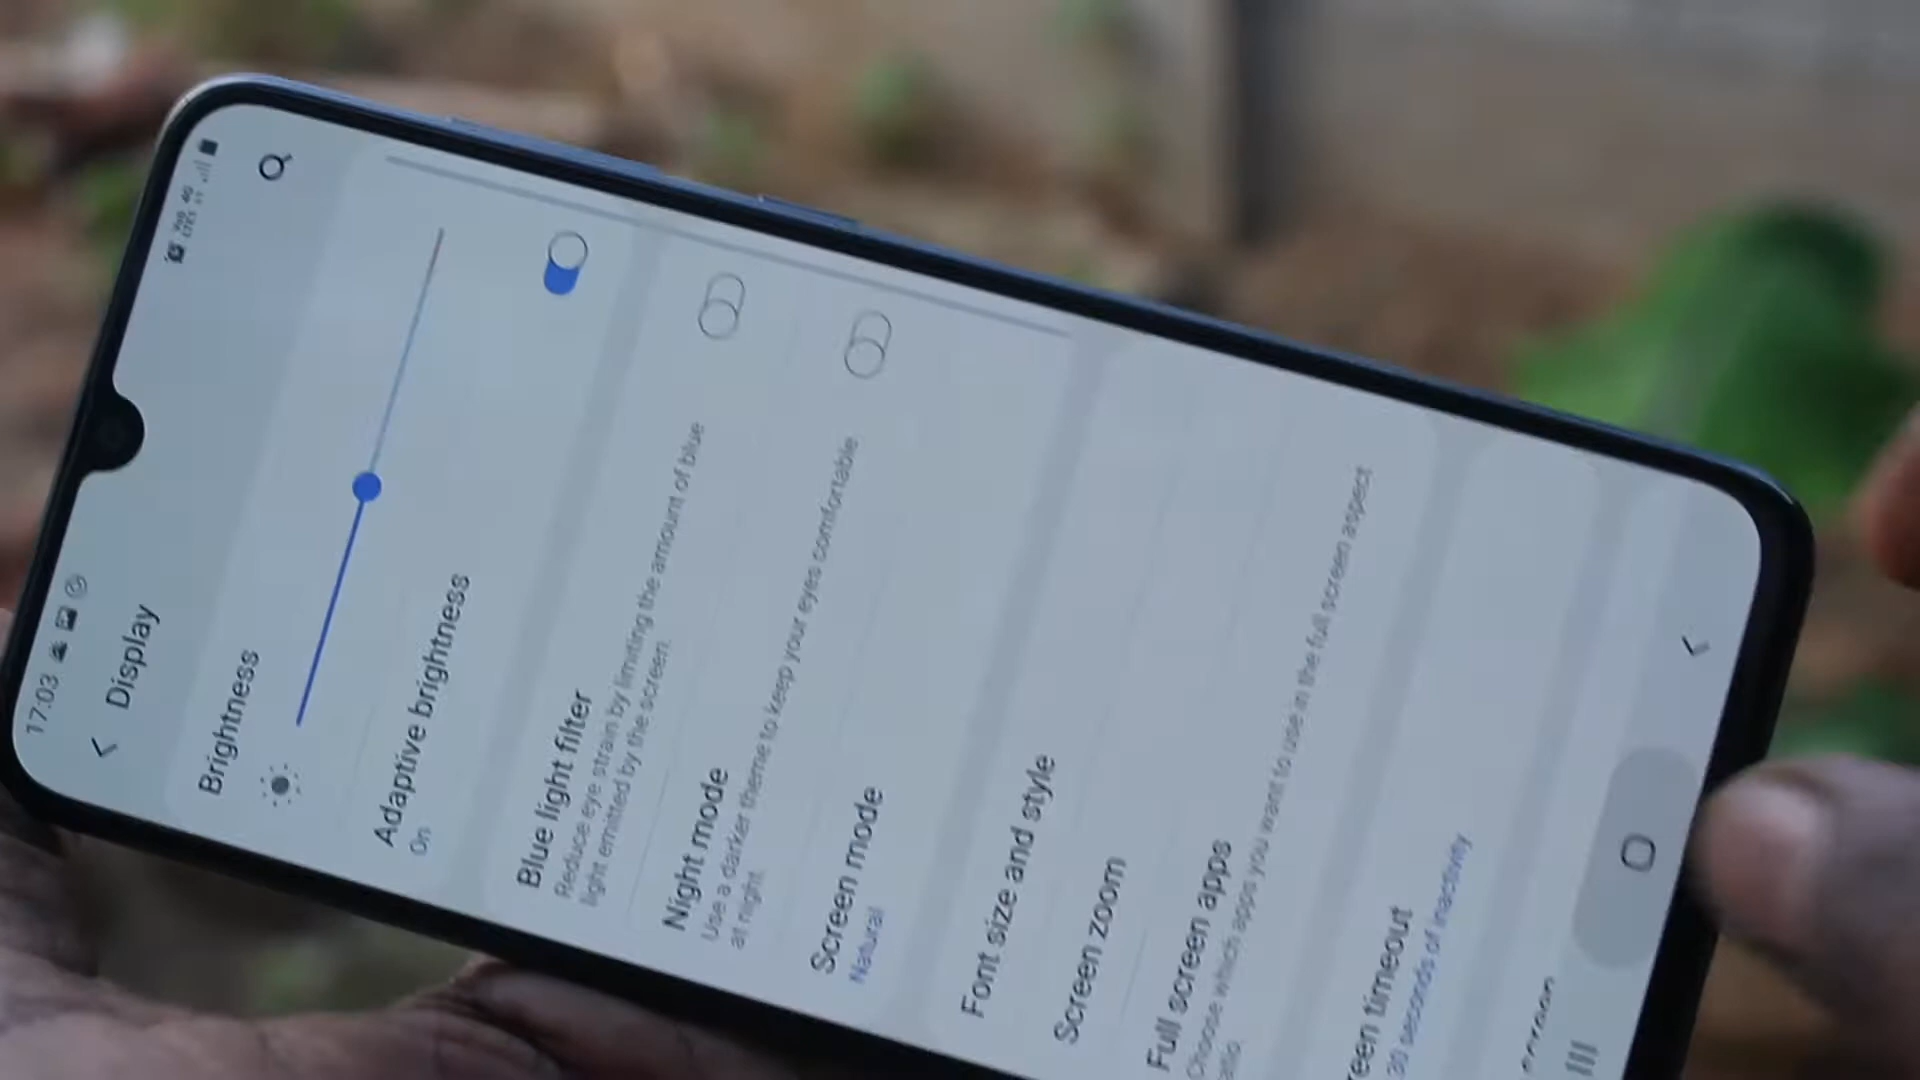 17:03
Display
Brightness
Adaptive brightness
On
Blue light filter
Reduce eye strain by limiting the amount of blue
light emitted by the screen.
Night mode
Use a darker theme to keep your eyes comfortable
at night.
Screen mode
Natural
Font size and style
Screen zoom
Full screen apps
Choose which apps you want to use in the full screen aspect
ratio
reen timeout
30 seconds of inactivity